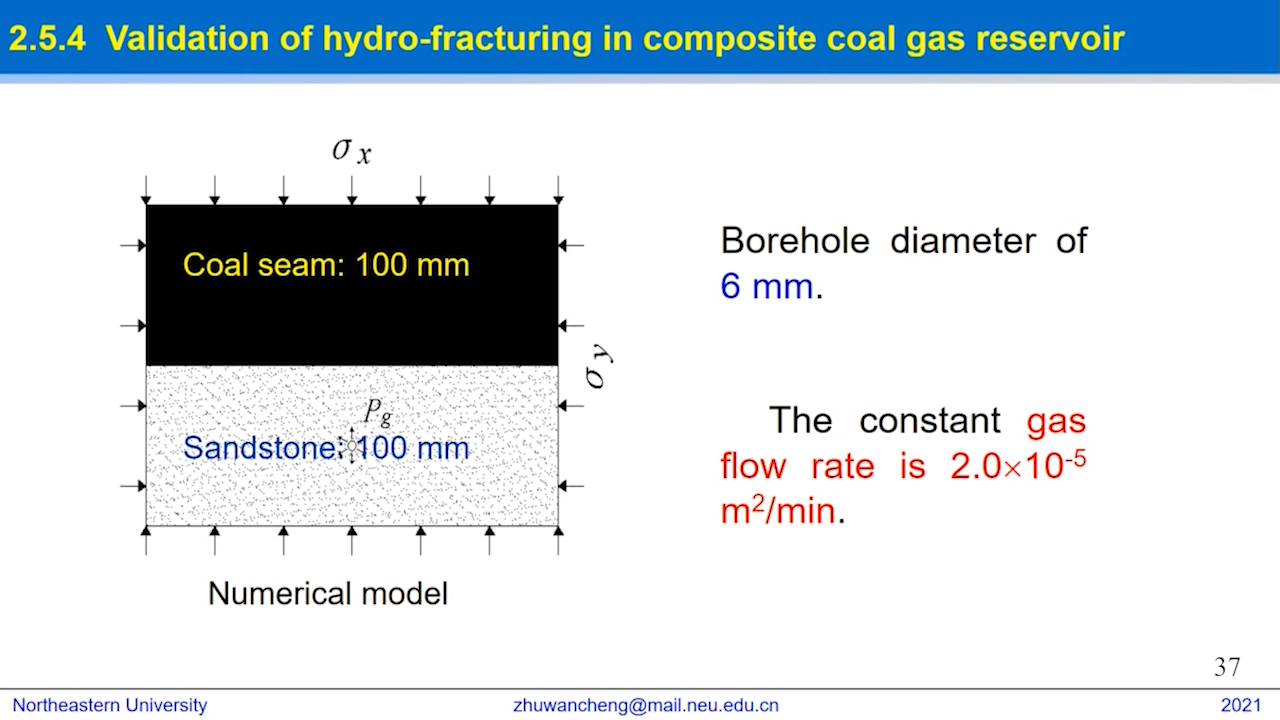 2.5.4 Validation of hydro-fracturing in composite coal gas reservoir
σ x
Coal seam: 100 mm
σ y
Pg
Sandstone: 100 mm
Numerical model
Borehole diameter of
6 mm.
The constant gas
flow rate is 2.0×10⁻⁵
m²/min.
37
Northeastern University
zhuwancheng@mail.neu.edu.cn
2021